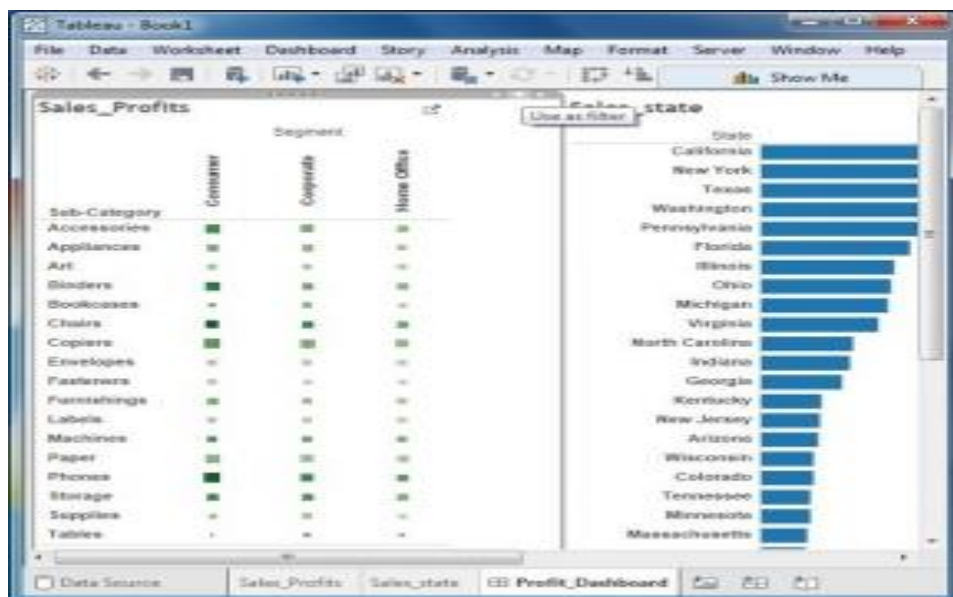 Tableau - Book1
File Data Worksheet Dashboard Story Analysis Map Format Server Window Help
Show Me
Sales_Profits
Use as filter
state
Segment
Consumer
Corporate
Home Office
Sub-Category
Accessories
Appliances
Art
Binders
Bookcases
Chairs
Copiers
Envelopes
Fasteners
Furnishings
Labels
Machines
Paper
Phones
Storage
Supplies
Tables
State
California
New York
Texas
Washington
Pennsylvania
Florida
Illinois
Ohio
Michigan
Virginia
North Carolina
Indiana
Georgia
Kentucky
New Jersey
Arizona
Wisconsin
Colorado
Tennessee
Minnesota
Massachusetts
Data Source Sales_Profits Sales_state Profit_Dashboard